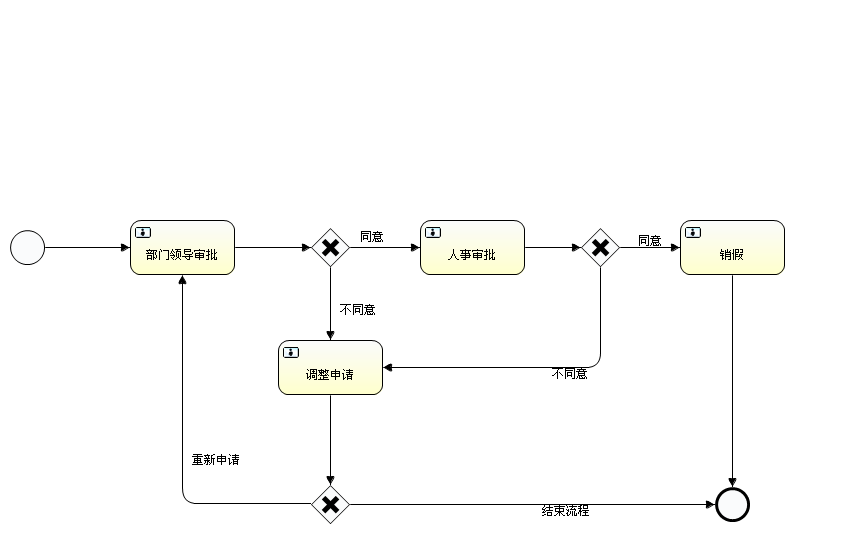 同意
同意
部门领导审批
人事审批
销假
不同意
调整申请
不同意
重新申请
结束流程